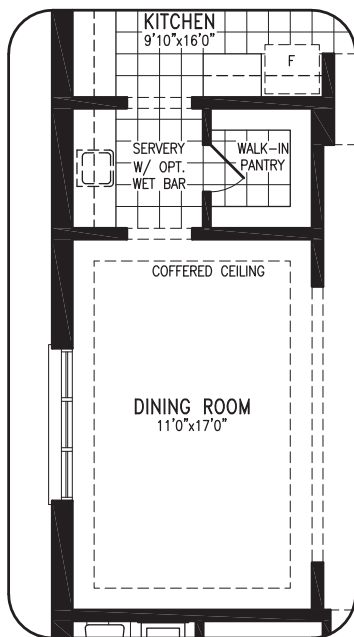 KITCHEN
9'10"x16'0"
F
SERVERY
W/ OPT.
WET BAR
WALK-IN
PANTRY
COFFERED CEILING
DINING ROOM
11'0"x17'0"